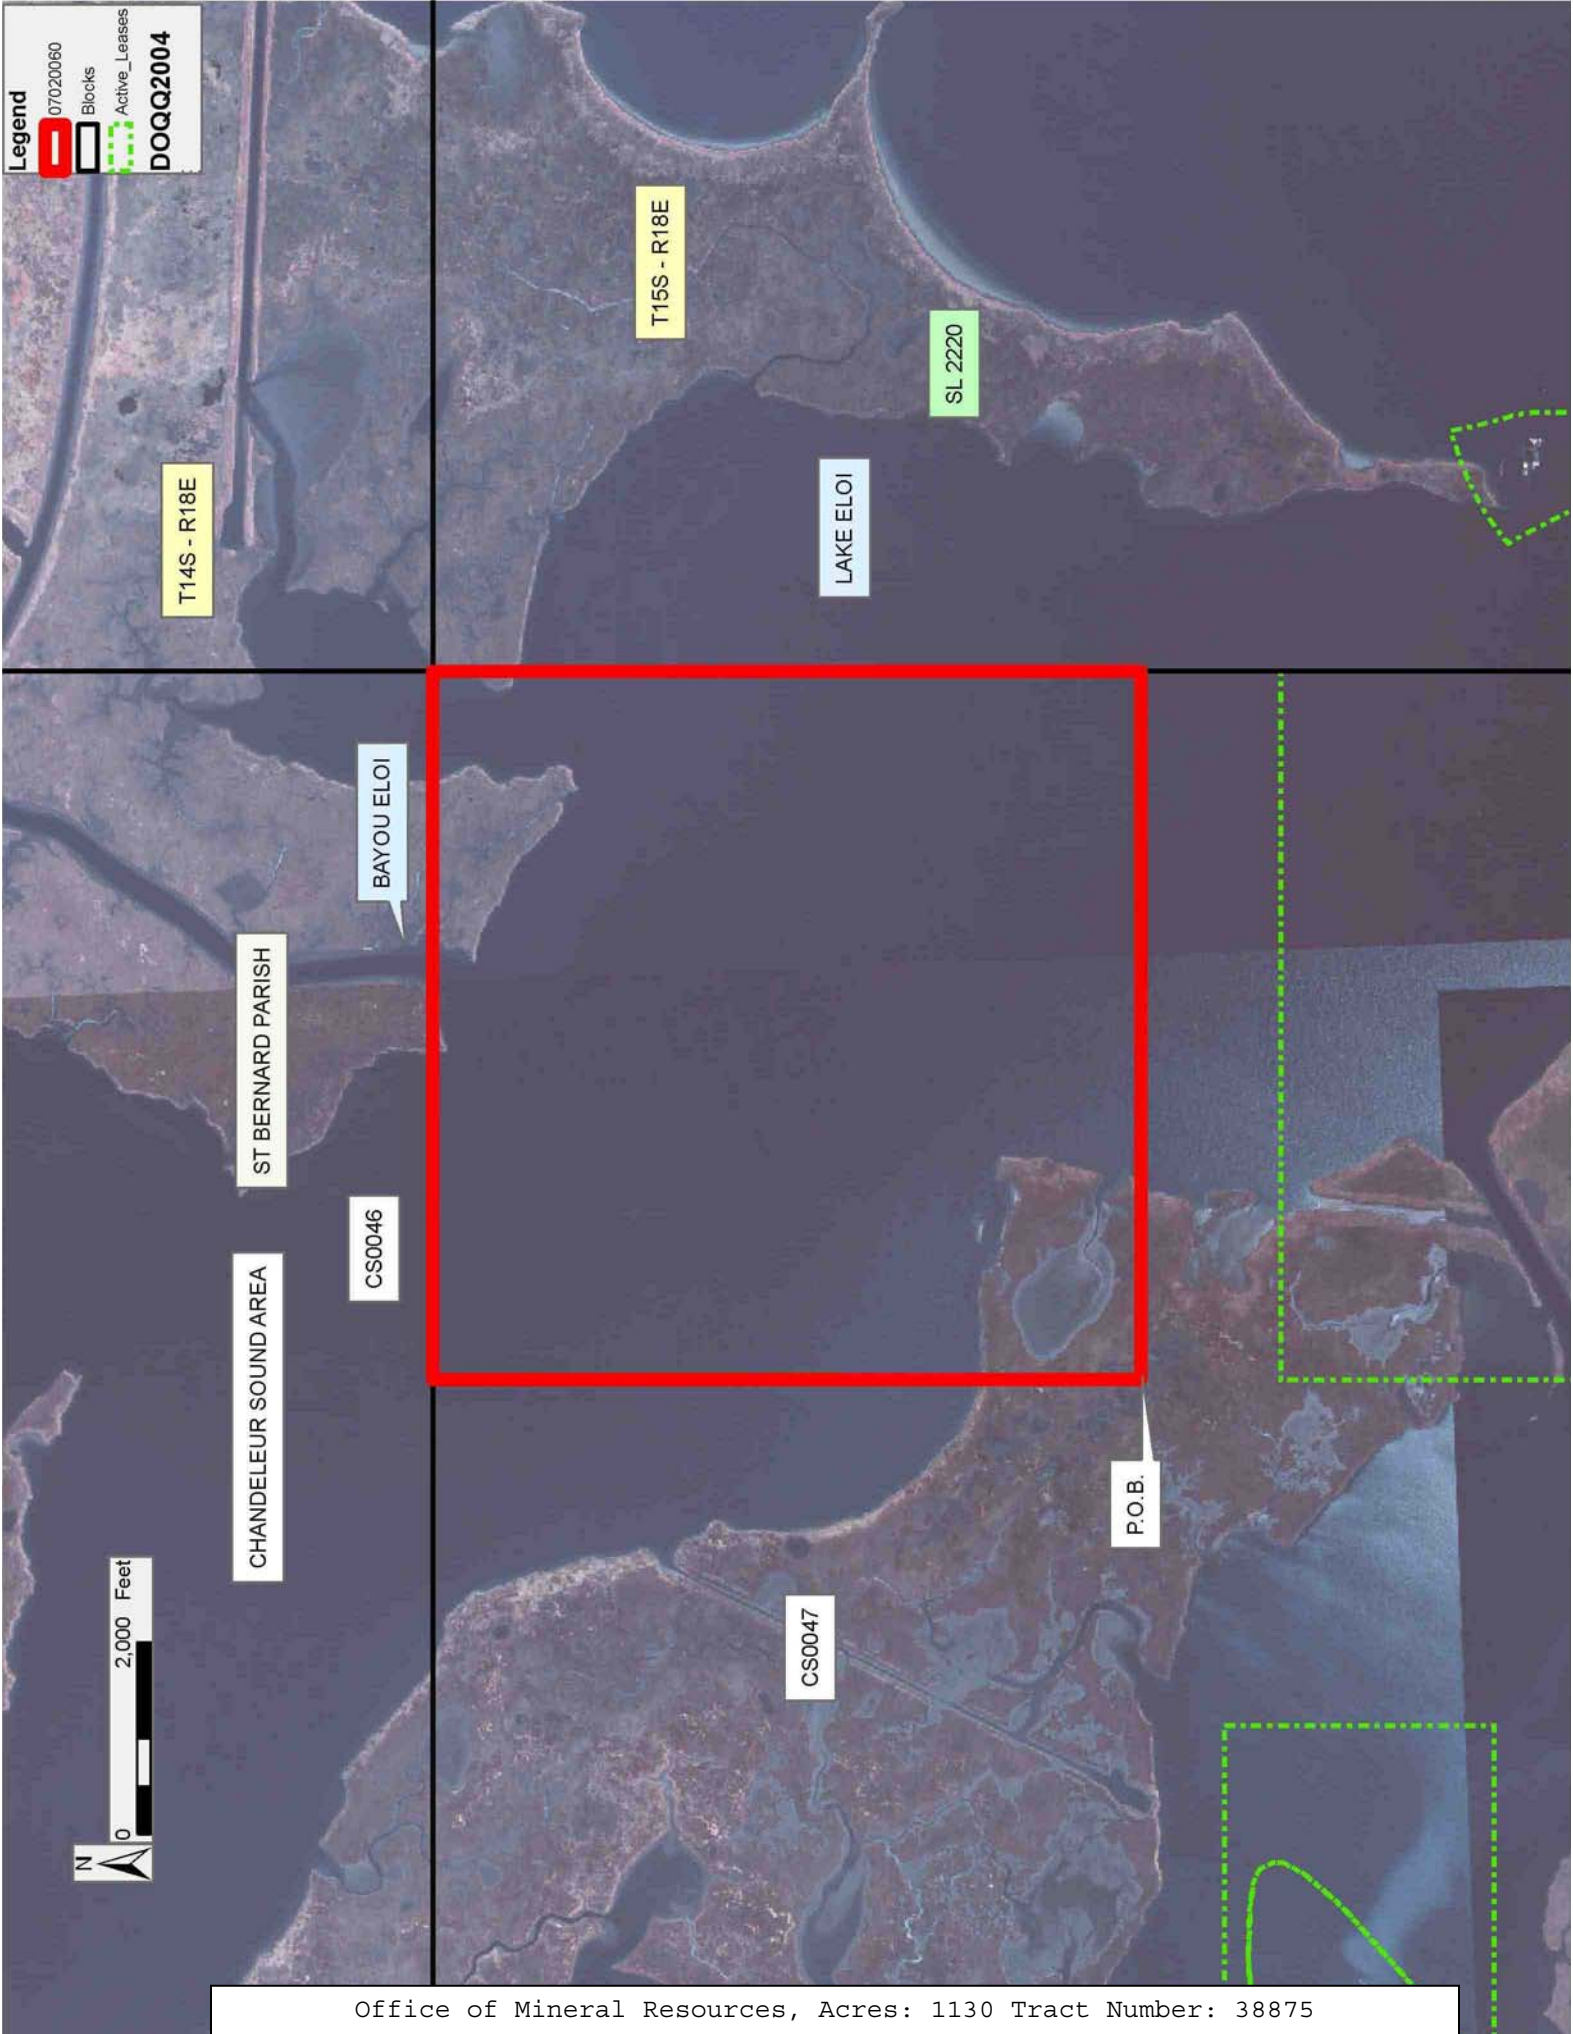 Legend
07020060
Blocks
Active_Leases
DOQQ2004
N
0
2,000
Feet
T14S - R18E
T15S - R18E
ST BERNARD PARISH
BAYOU ELOI
CHANDELEUR SOUND AREA
CS0046
LAKE ELOI
SL 2220
CS0047
P.O.B.
Office of Mineral Resources, Acres: 1130 Tract Number: 38875